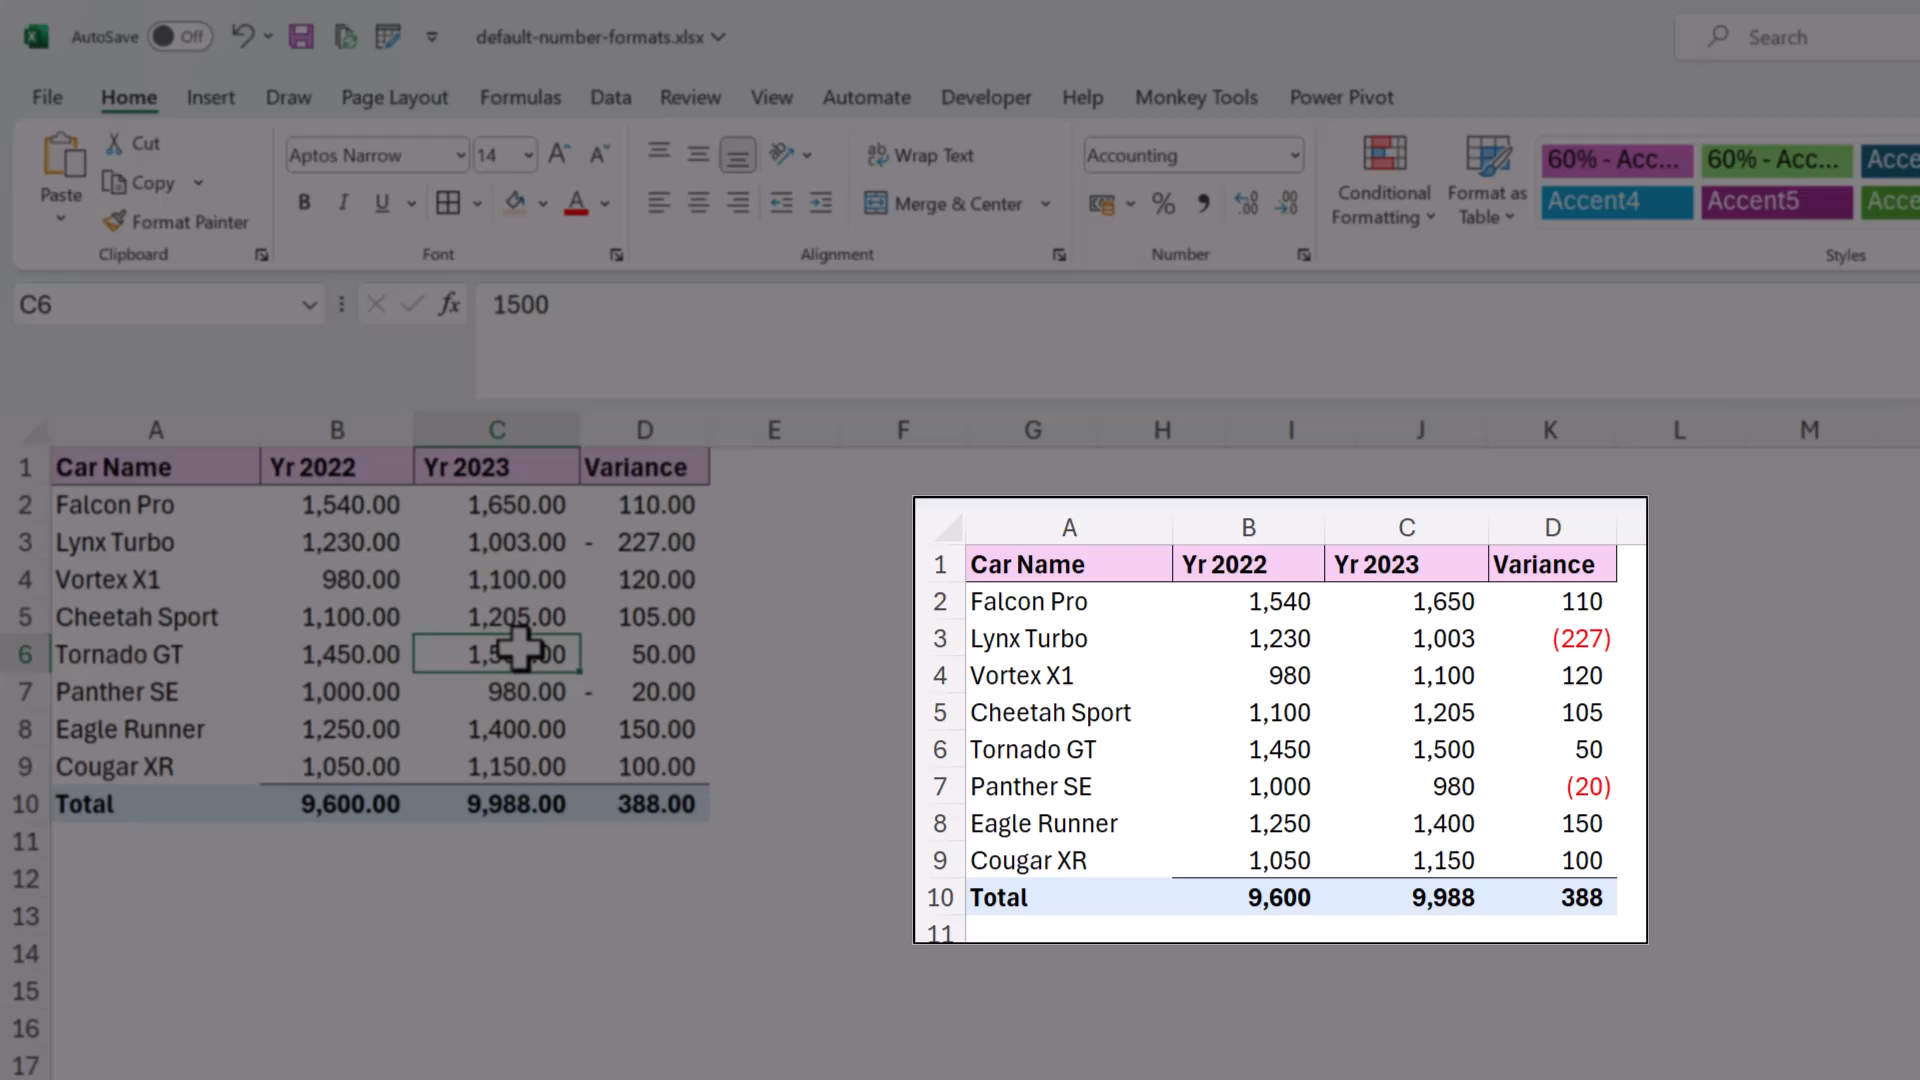 AutoSave Off default-number-formats.xlsx Search
File Home Insert Draw Page Layout Formulas Data Review View Automate Developer Help Monkey Tools Power Pivot
Paste
Cut
Copy
Format Painter
Clipboard
Aptos Narrow 14
B I U
Font
Wrap Text
Merge & Center
Alignment
Accounting
Number
Conditional
Formatting
Format as
Table
60% - Acc... 60% - Acc... Acce
Accent4 Accent5 Acce
Styles
C6 fx 1500
A B C D E F G H I J K L M
1 Car Name Yr 2022 Yr 2023 Variance
2 Falcon Pro 1,540.00 1,650.00 110.00
3 Lynx Turbo 1,230.00 1,003.00 - 227.00
4 Vortex X1 980.00 1,100.00 120.00
5 Cheetah Sport 1,100.00 1,205.00 105.00
6 Tornado GT 1,450.00 50.00
7 Panther SE 1,000.00 980.00 - 20.00
8 Eagle Runner 1,250.00 1,400.00 150.00
9 Cougar XR 1,050.00 1,150.00 100.00
10 Total 9,600.00 9,988.00 388.00
11
12
13
14
15
16
17
A B C D
1 Car Name Yr 2022 Yr 2023 Variance
2 Falcon Pro 1,540 1,650 110
3 Lynx Turbo 1,230 1,003 (227)
4 Vortex X1 980 1,100 120
5 Cheetah Sport 1,100 1,205 105
6 Tornado GT 1,450 1,500 50
7 Panther SE 1,000 980 (20)
8 Eagle Runner 1,250 1,400 150
9 Cougar XR 1,050 1,150 100
10 Total 9,600 9,988 388
11